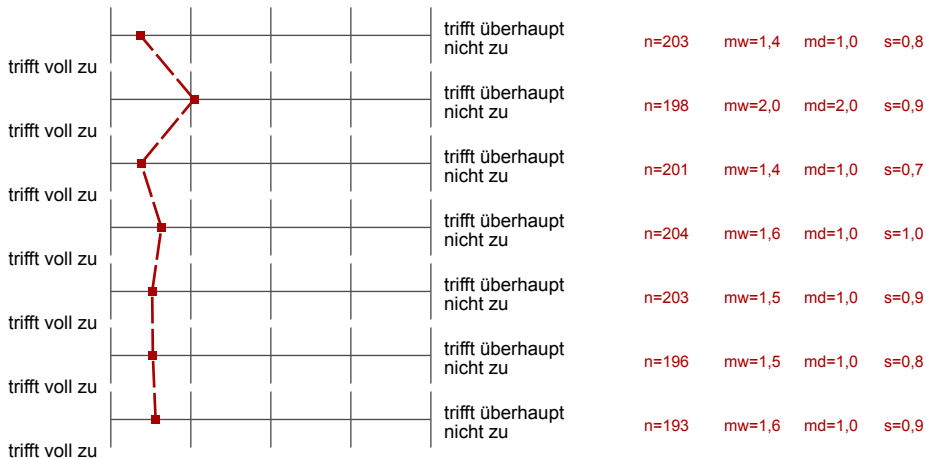 trifft überhaupt
nicht zu
n=203 mw=1,4 md=1,0 s=0,8
trifft voll zu
trifft überhaupt
nicht zu
n=198 mw=2,0 md=2,0 s=0,9
trifft voll zu
trifft überhaupt
nicht zu
n=201 mw=1,4 md=1,0 s=0,7
trifft voll zu
trifft überhaupt
nicht zu
n=204 mw=1,6 md=1,0 s=1,0
trifft voll zu
trifft überhaupt
nicht zu
n=203 mw=1,5 md=1,0 s=0,9
trifft voll zu
trifft überhaupt
nicht zu
n=196 mw=1,5 md=1,0 s=0,8
trifft voll zu
trifft überhaupt
nicht zu
n=193 mw=1,6 md=1,0 s=0,9
trifft voll zu